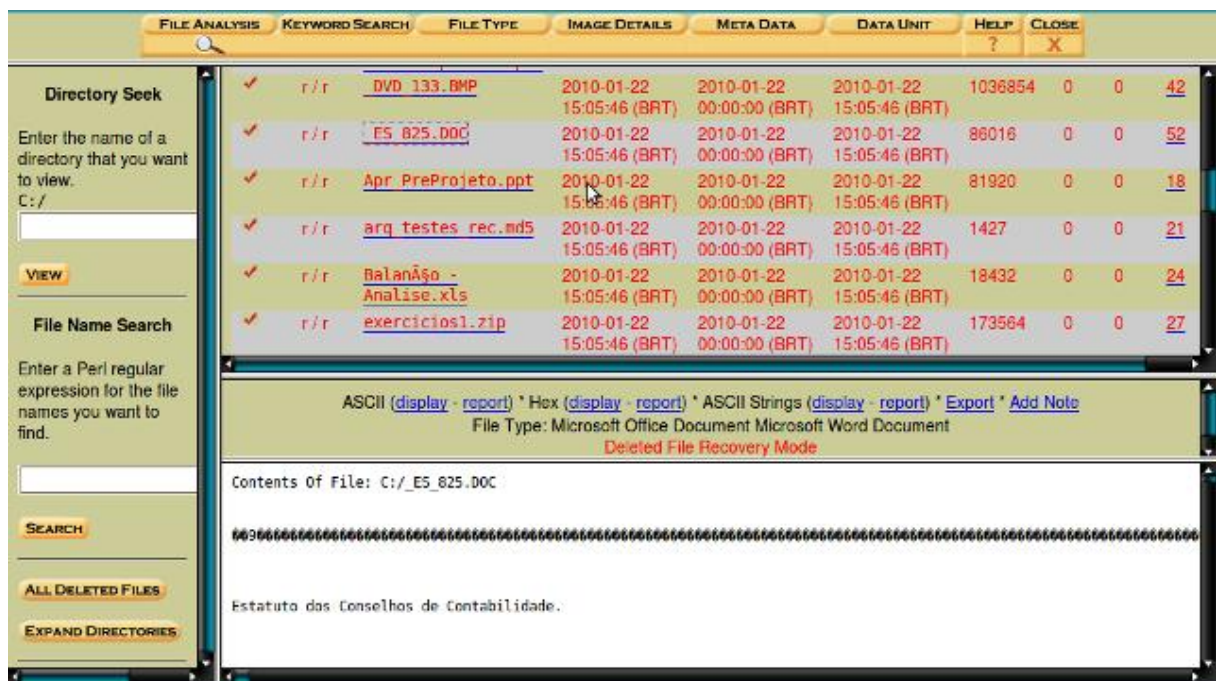 FILE ANALYSIS KEYWORD SEARCH FILE TYPE IMAGE DETAILS META DATA DATA UNIT HELP CLOSE
? X
Directory Seek
Enter the name of a
directory that you want
to view.
C:/
VIEW
File Name Search
Enter a Perl regular
expression for the file
names you want to
find.
SEARCH
ALL DELETED FILES
EXPAND DIRECTORIES
✓ r / r _DVD_133.BMP 2010-01-22 2010-01-22 2010-01-22 1036854 0 0 42
15:05:46 (BRT) 00:00:00 (BRT) 15:05:46 (BRT)
✓ r / r _ES_825.DOC 2010-01-22 2010-01-22 2010-01-22 86016 0 0 52
15:05:46 (BRT) 00:00:00 (BRT) 15:05:46 (BRT)
✓ r / r Apr_PreProjeto.ppt 2010-01-22 2010-01-22 2010-01-22 81920 0 0 18
15:05:46 (BRT) 00:00:00 (BRT) 15:05:46 (BRT)
✓ r / r arq_testes_rec.md5 2010-01-22 2010-01-22 2010-01-22 1427 0 0 21
15:05:46 (BRT) 00:00:00 (BRT) 15:05:46 (BRT)
✓ r / r BalanÃ§o - 2010-01-22 2010-01-22 2010-01-22 18432 0 0 24
Analise.xls 15:05:46 (BRT) 00:00:00 (BRT) 15:05:46 (BRT)
✓ r / r exercicios1.zip 2010-01-22 2010-01-22 2010-01-22 173564 0 0 27
15:05:46 (BRT) 00:00:00 (BRT) 15:05:46 (BRT)
ASCII (display - report) * Hex (display - report) * ASCII Strings (display - report) * Export * Add Note
File Type: Microsoft Office Document Microsoft Word Document
Deleted File Recovery Mode
Contents Of File: C:/_ES_825.DOC
Estatuto dos Conselhos de Contabilidade.